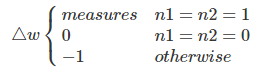 measures n1 = n2 = 1
△w { 0 n1 = n2 = 0
−1 otherwise